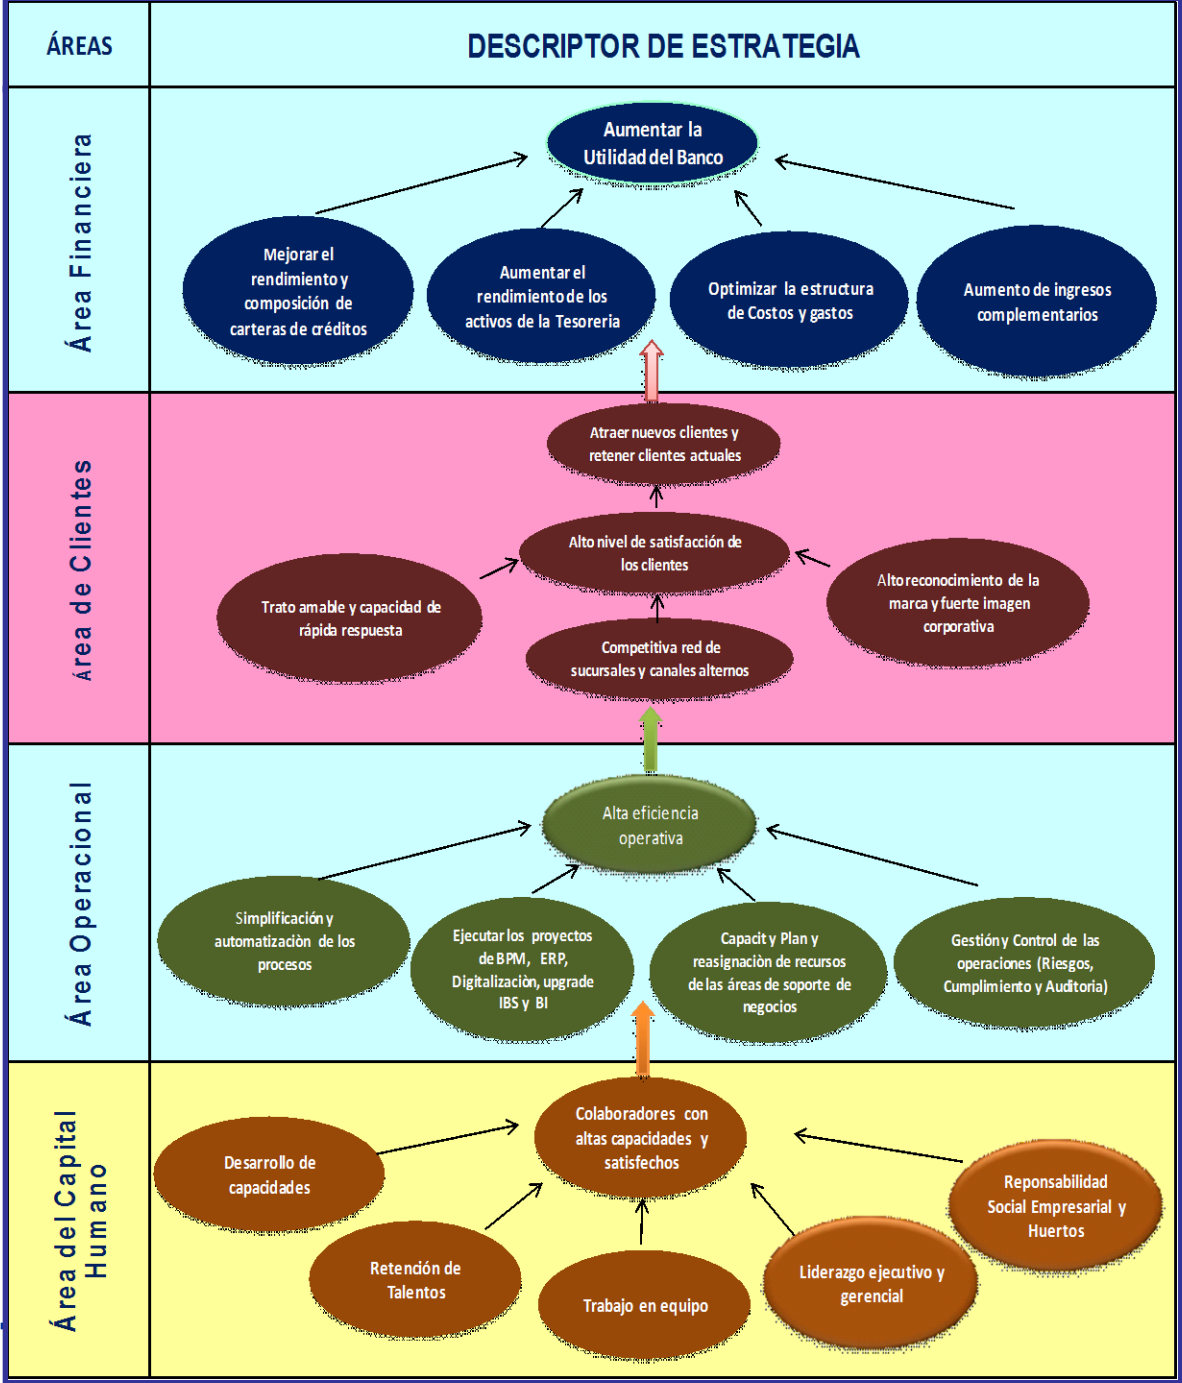 ÁREAS
DESCRIPTOR DE ESTRATEGIA
Área Financiera
Aumentar la
Utilidad del Banco
Mejorar el
rendimiento y
composición de
carteras de créditos
Aumentar el
rendimiento de los
activos de la Tesoreria
Optimizar la estructura
de Costos y gastos
Aumento de ingresos
complementarios
Área de Clientes
Atraer nuevos clientes y
retener clientes actuales
Alto nivel de satisfacción de
los clientes
Trato amable y capacidad de
rápida respuesta
Alto reconocimiento de la
marca y fuerte imagen
corporativa
Competitiva red de
sucursales y canales alternos
Área Operacional
Alta eficiencia
operativa
Simplificación y
automatizaciòn de los
procesos
Ejecutar los proyectos
de BPM, ERP,
Digitalizaciòn, upgrade
IBS y BI
Capacit y Plan y
reasignaciòn de recursos
de las áreas de soporte de
negocios
Gestión y Control de las
operaciones (Riesgos,
Cumplimiento y Auditoria)
Área del Capital
Humano
Colaboradores con
altas capacidades y
satisfechos
Desarrollo de
capacidades
Retención de
Talentos
Trabajo en equipo
Liderazgo ejecutivo y
gerencial
Reponsabilidad
Social Empresarial y
Huertos